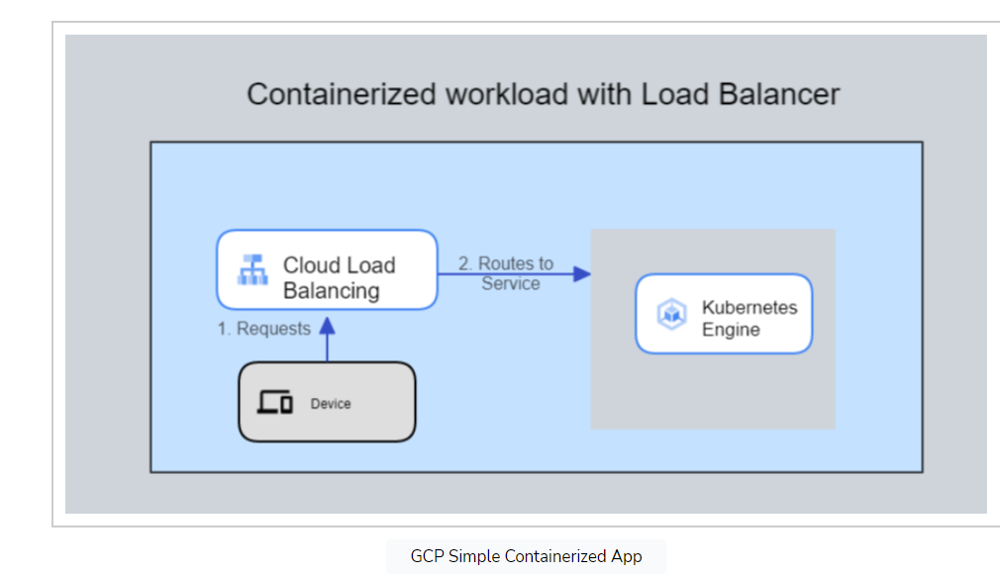 Containerized workload with Load Balancer
Cloud Load
Balancing
2. Routes to
Service
Kubernetes
Engine
1. Requests
Device
GCP Simple Containerized App